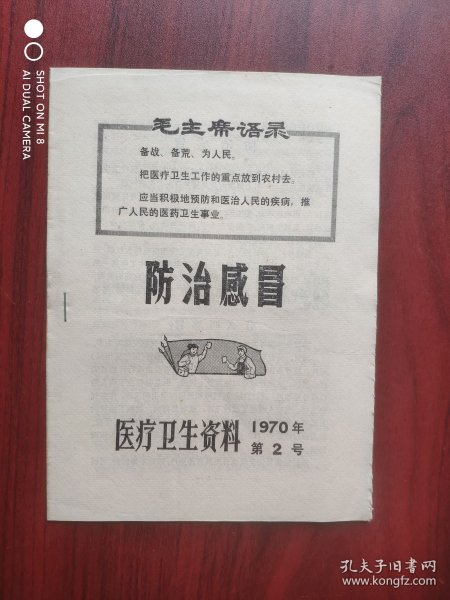 毛主席语录
备战、备荒、为人民。
把医疗卫生工作的重点放到农村去。
应当积极地预防和医治人民的疾病，推
广人民的医药卫生事业。
防治感冒
医疗卫生资料
1970年
第2号
SHOT ON MI 8
AI DUAL CAMERA
孔夫子旧书网
www.kongfz.com